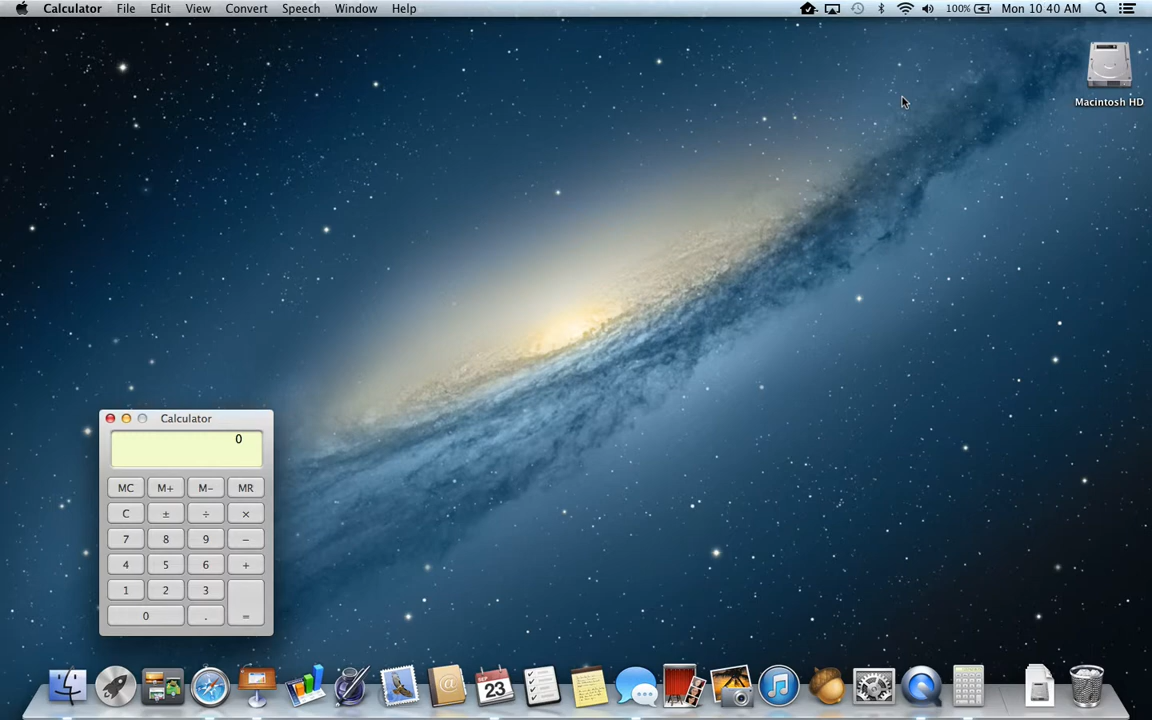 Calculator File Edit View Convert Speech Window Help 100% Mon 10:40 AM
Macintosh HD
Calculator
0
MC M+ M- MR
C ± ÷ ×
7 8 9 −
4 5 6 +
1 2 3
0 . =
SEP
23